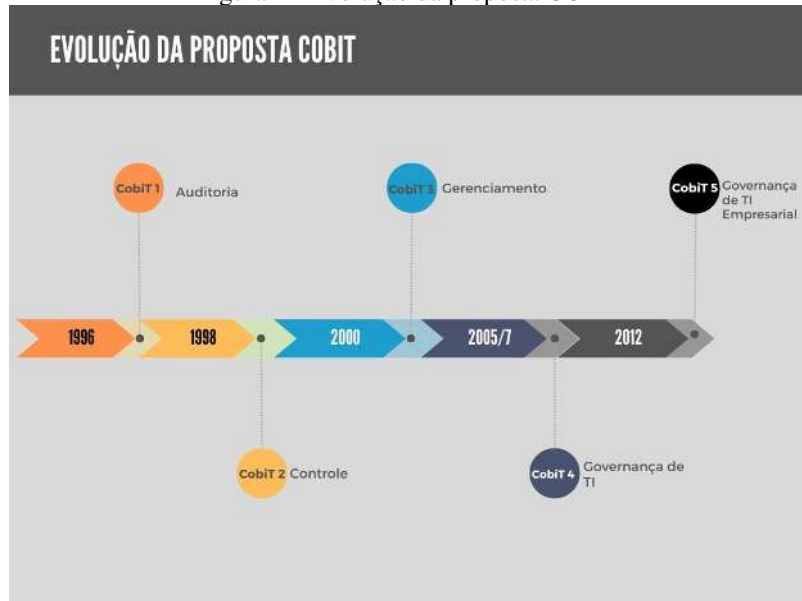 EVOLUÇÃO DA PROPOSTA COBIT
CobiT 1
Auditoria
CobiT 3
Gerenciamento
CobiT 5
Governança
de TI
Empresarial
1996
1998
2000
2005/7
2012
CobiT 2
Controle
CobiT 4
Governança de
TI